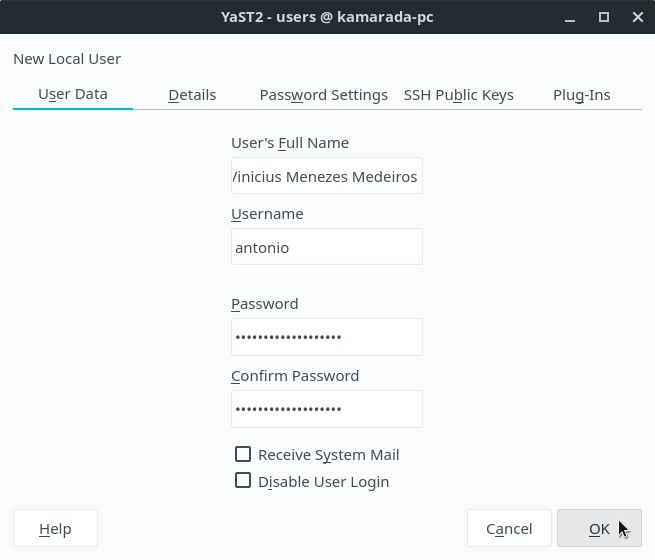 YaST2 - users @ kamarada-pc
New Local User
User Data Details Password Settings SSH Public Keys Plug-Ins
User's Full Name
Vinicius Menezes Medeiros
Username
antonio
Password
•••••••••••••••••••
Confirm Password
•••••••••••••••••••
Receive System Mail
Disable User Login
Help Cancel OK